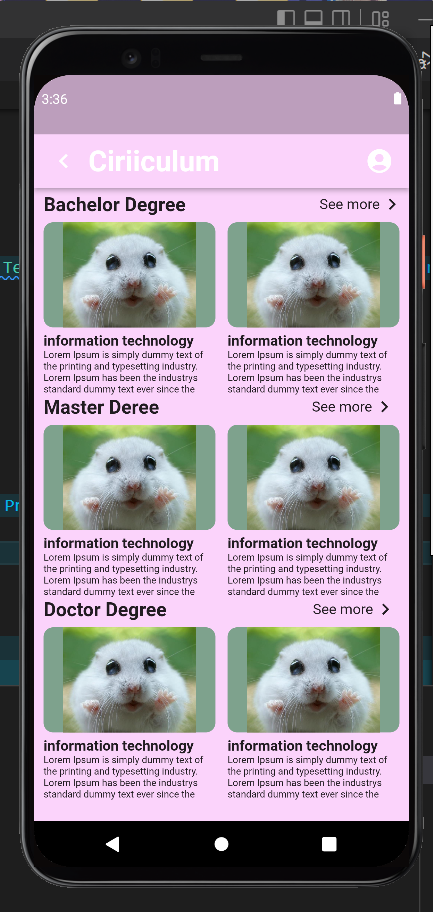 3:36
Ciriiculum
Bachelor Degree See more
information technology information technology
Lorem Ipsum is simply dummy text of Lorem Ipsum is simply dummy text of
the printing and typesetting industry. the printing and typesetting industry.
Lorem Ipsum has been the industrys Lorem Ipsum has been the industrys
standard dummy text ever since the standard dummy text ever since the
Te
Master Deree See more
information technology information technology
Lorem Ipsum is simply dummy text of Lorem Ipsum is simply dummy text of
the printing and typesetting industry. the printing and typesetting industry.
Lorem Ipsum has been the industrys Lorem Ipsum has been the industrys
standard dummy text ever since the standard dummy text ever since the
Pr
Doctor Degree See more
information technology information technology
Lorem Ipsum is simply dummy text of Lorem Ipsum is simply dummy text of
the printing and typesetting industry. the printing and typesetting industry.
Lorem Ipsum has been the industrys Lorem Ipsum has been the industrys
standard dummy text ever since the standard dummy text ever since the